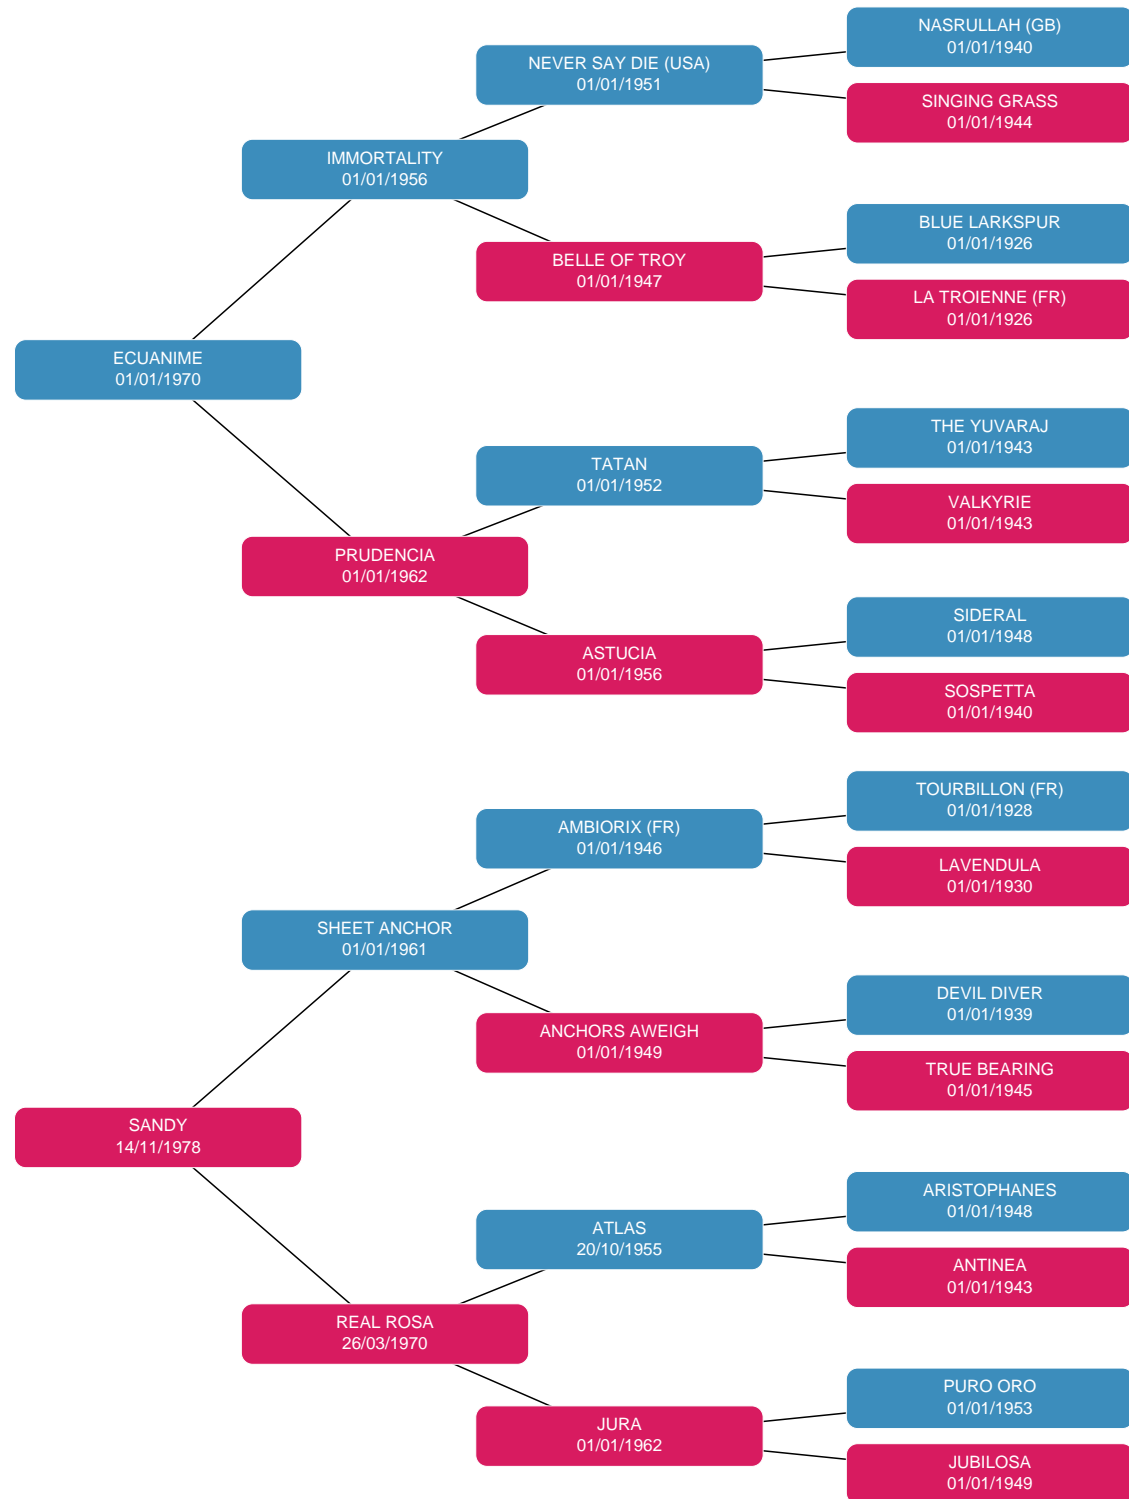 NASRULLAH (GB)
01/01/1940
NEVER SAY DIE (USA)
01/01/1951
SINGING GRASS
01/01/1944
IMMORTALITY
01/01/1956
BLUE LARKSPUR
01/01/1926
BELLE OF TROY
01/01/1947
LA TROIENNE (FR)
01/01/1926
ECUANIME
01/01/1970
THE YUVARAJ
01/01/1943
TATAN
01/01/1952
VALKYRIE
01/01/1943
PRUDENCIA
01/01/1962
SIDERAL
01/01/1948
ASTUCIA
01/01/1956
SOSPETTA
01/01/1940
TOURBILLON (FR)
01/01/1928
AMBIORIX (FR)
01/01/1946
LAVENDULA
01/01/1930
SHEET ANCHOR
01/01/1961
DEVIL DIVER
01/01/1939
ANCHORS AWEIGH
01/01/1949
TRUE BEARING
01/01/1945
SANDY
14/11/1978
ARISTOPHANES
01/01/1948
ATLAS
20/10/1955
ANTINEA
01/01/1943
REAL ROSA
26/03/1970
PURO ORO
01/01/1953
JURA
01/01/1962
JUBILOSA
01/01/1949